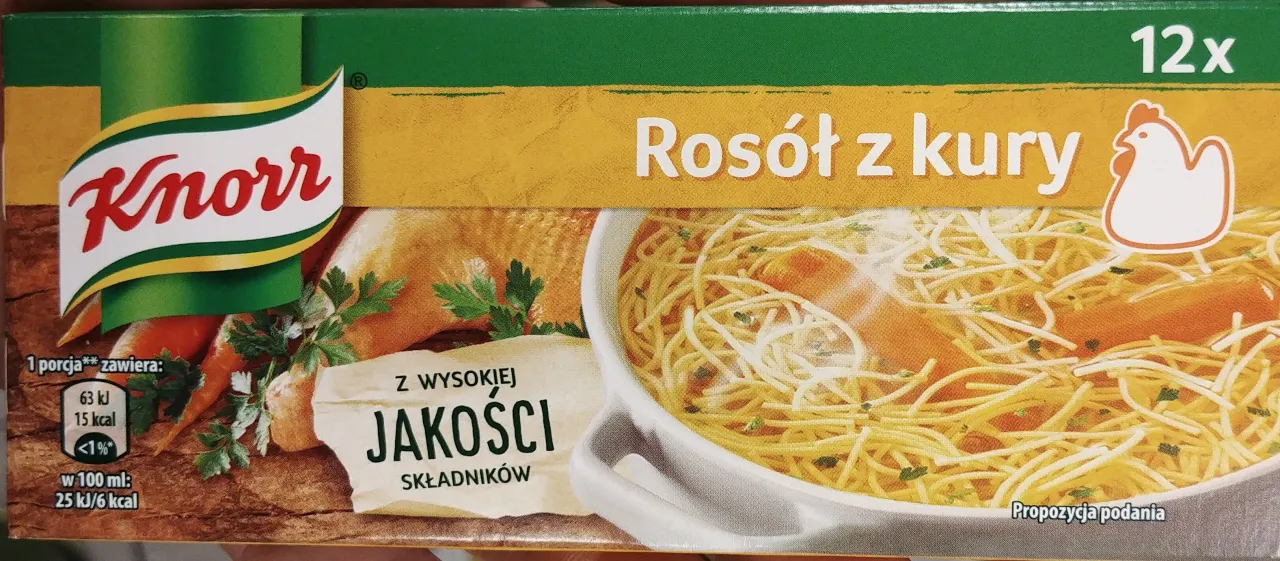 12x
Knorr®
Rosół z kury
1 porcja** zawiera:
63 kJ
15 kcal
<1%*
w 100 ml:
25 kJ/6 kcal
Z WYSOKIEJ
JAKOŚCI
SKŁADNIKÓW
Propozycja podania